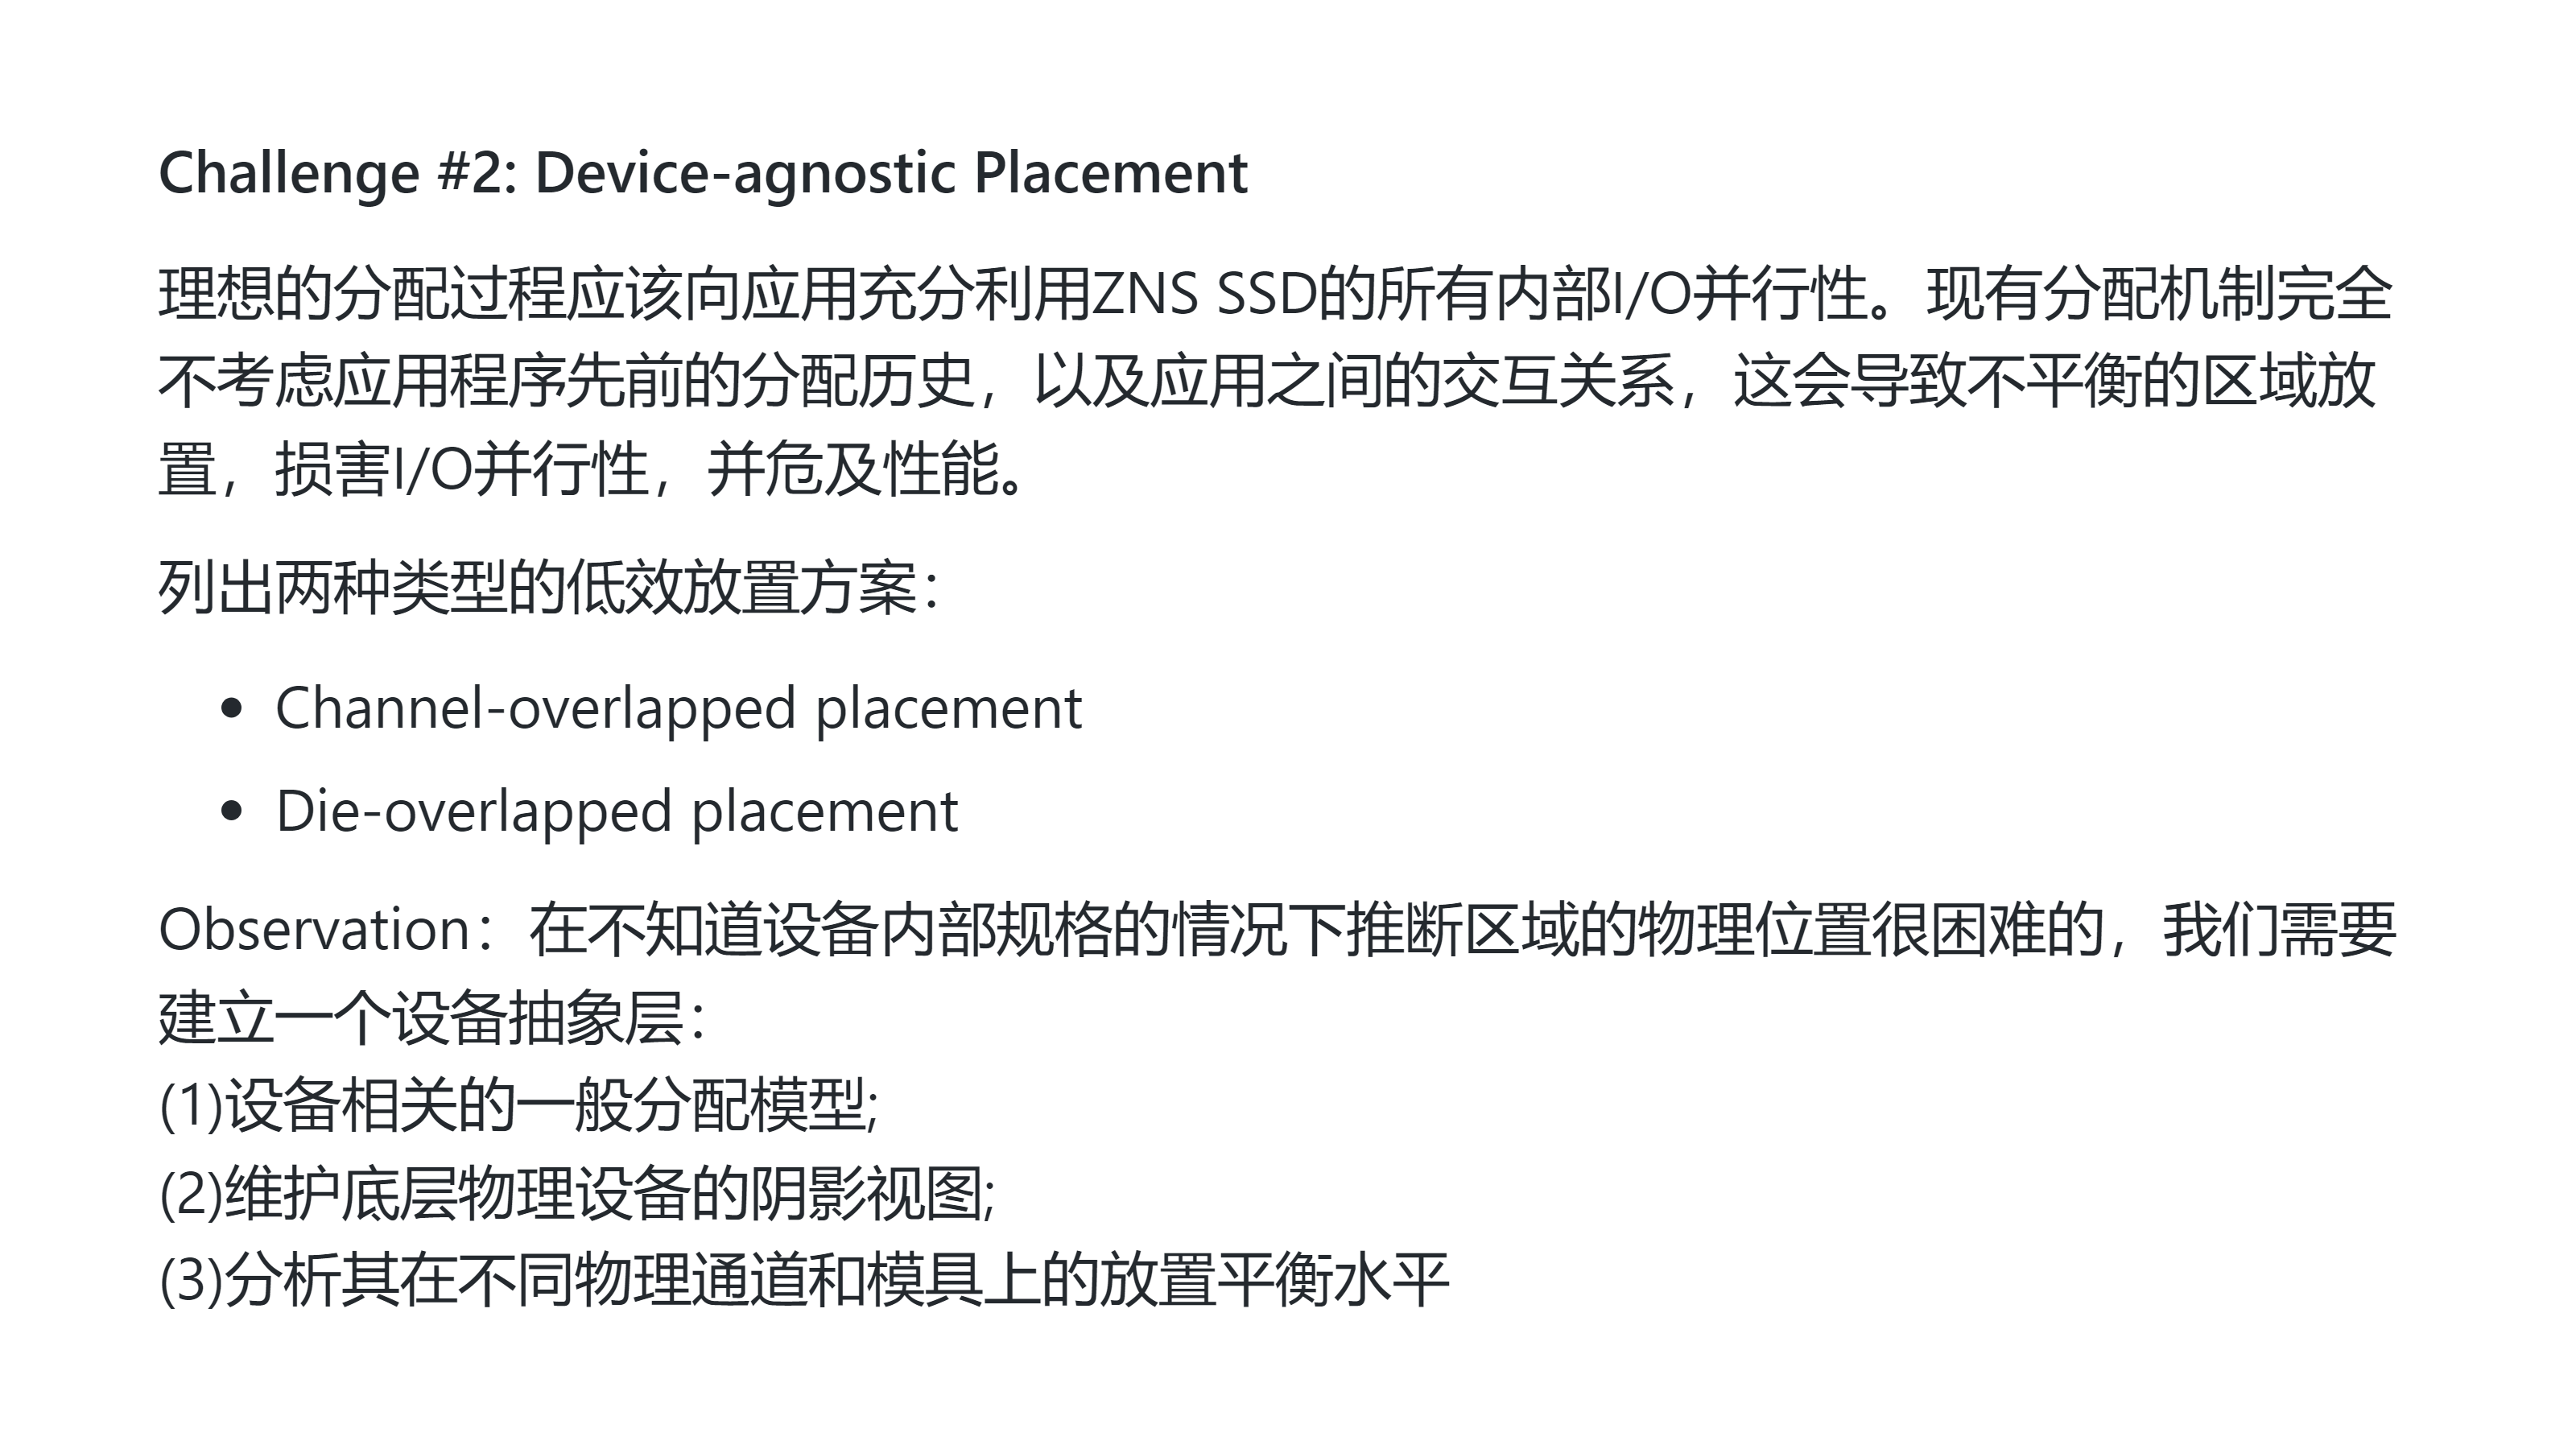 Challenge #2: Device-agnostic Placement
理想的分配过程应该向应用充分利用ZNS SSD的所有内部I/O并行性。现有分配机制完全
不考虑应用程序先前的分配历史，以及应用之间的交互关系，这会导致不平衡的区域放
置，损害I/O并行性，并危及性能。
列出两种类型的低效放置方案：
• Channel-overlapped placement
• Die-overlapped placement
Observation：在不知道设备内部规格的情况下推断区域的物理位置很困难的，我们需要
建立一个设备抽象层：
(1)设备相关的一般分配模型;
(2)维护底层物理设备的阴影视图;
(3)分析其在不同物理通道和模具上的放置平衡水平